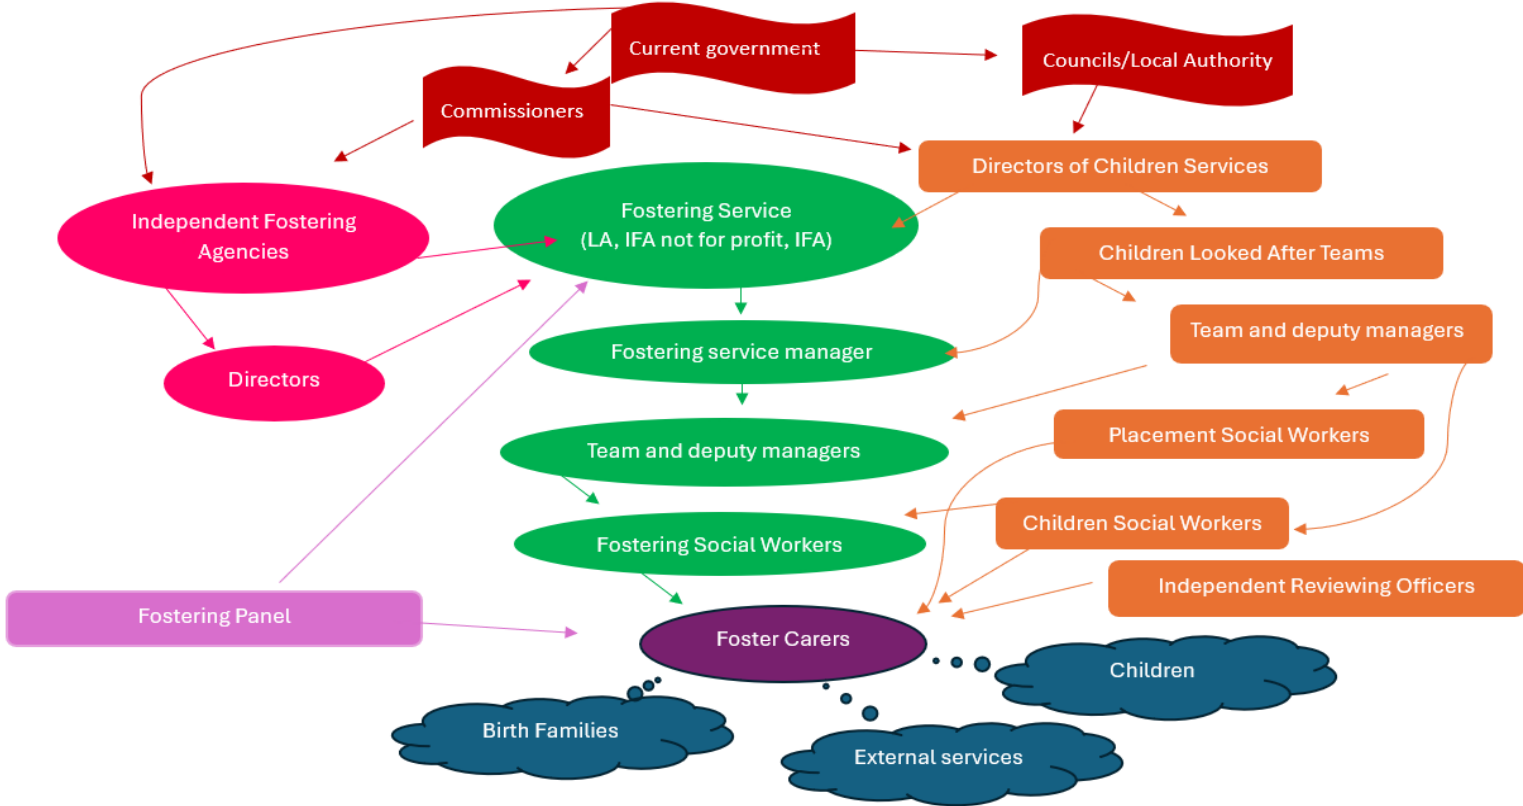 Current government
Councils/Local Authority
Commissioners
Directors of Children Services
Independent Fostering
Agencies
Fostering Service
(LA, IFA not for profit, IFA)
Children Looked After Teams
Team and deputy managers
Fostering service manager
Directors
Placement Social Workers
Team and deputy managers
Children Social Workers
Fostering Social Workers
Independent Reviewing Officers
Fostering Panel
Foster Carers
Children
Birth Families
External services